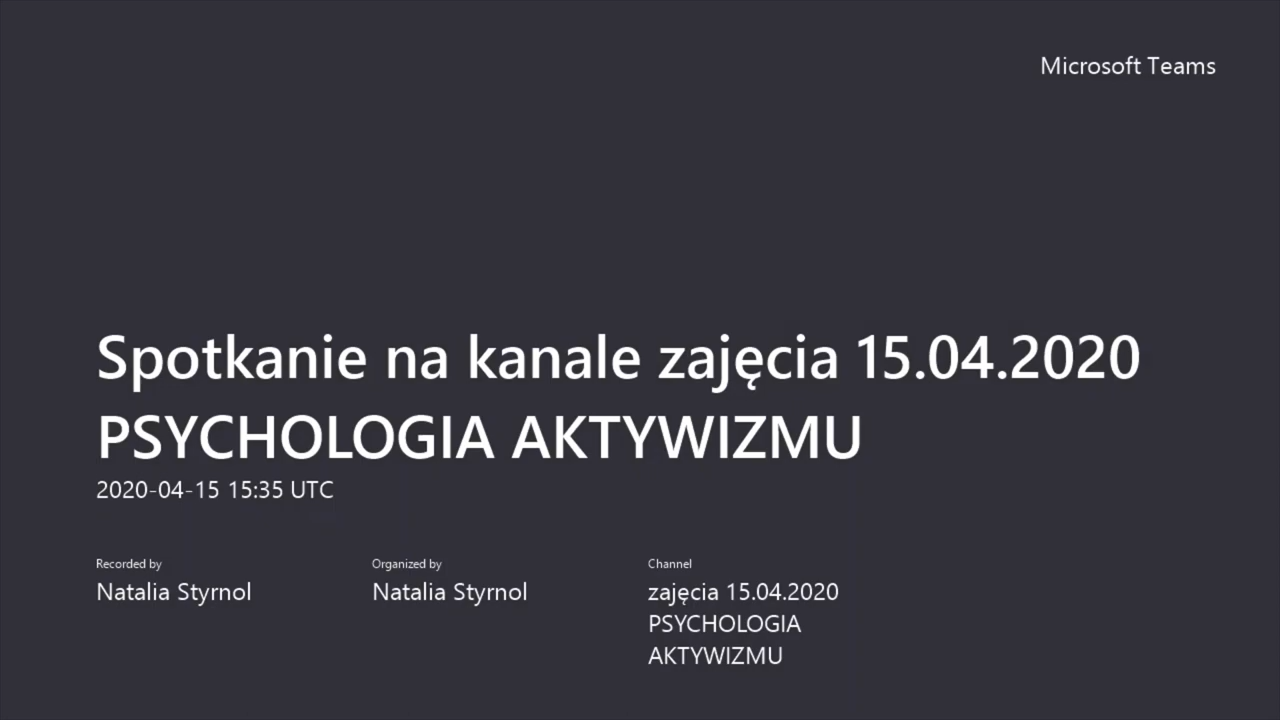 Microsoft Teams
Spotkanie na kanale zajęcia 15.04.2020
PSYCHOLOGIA AKTYWIZMU
2020-04-15 15:35 UTC
Recorded by
Natalia Styrnol
Organized by
Natalia Styrnol
Channel
zajęcia 15.04.2020
PSYCHOLOGIA
AKTYWIZMU